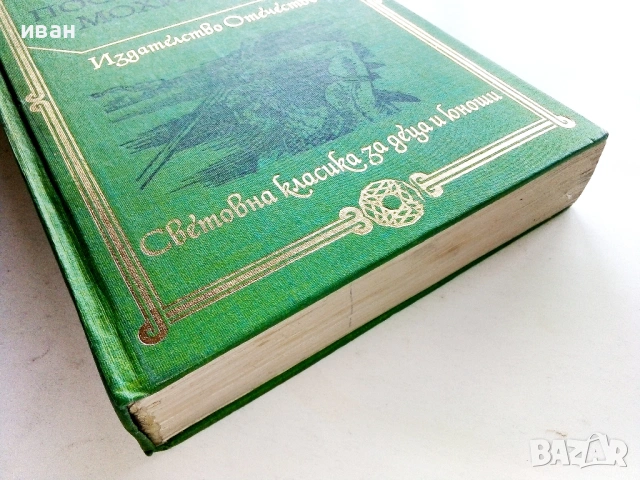 иван
Издателство Отечество
Световна класика за деца и юноши
BAZAR